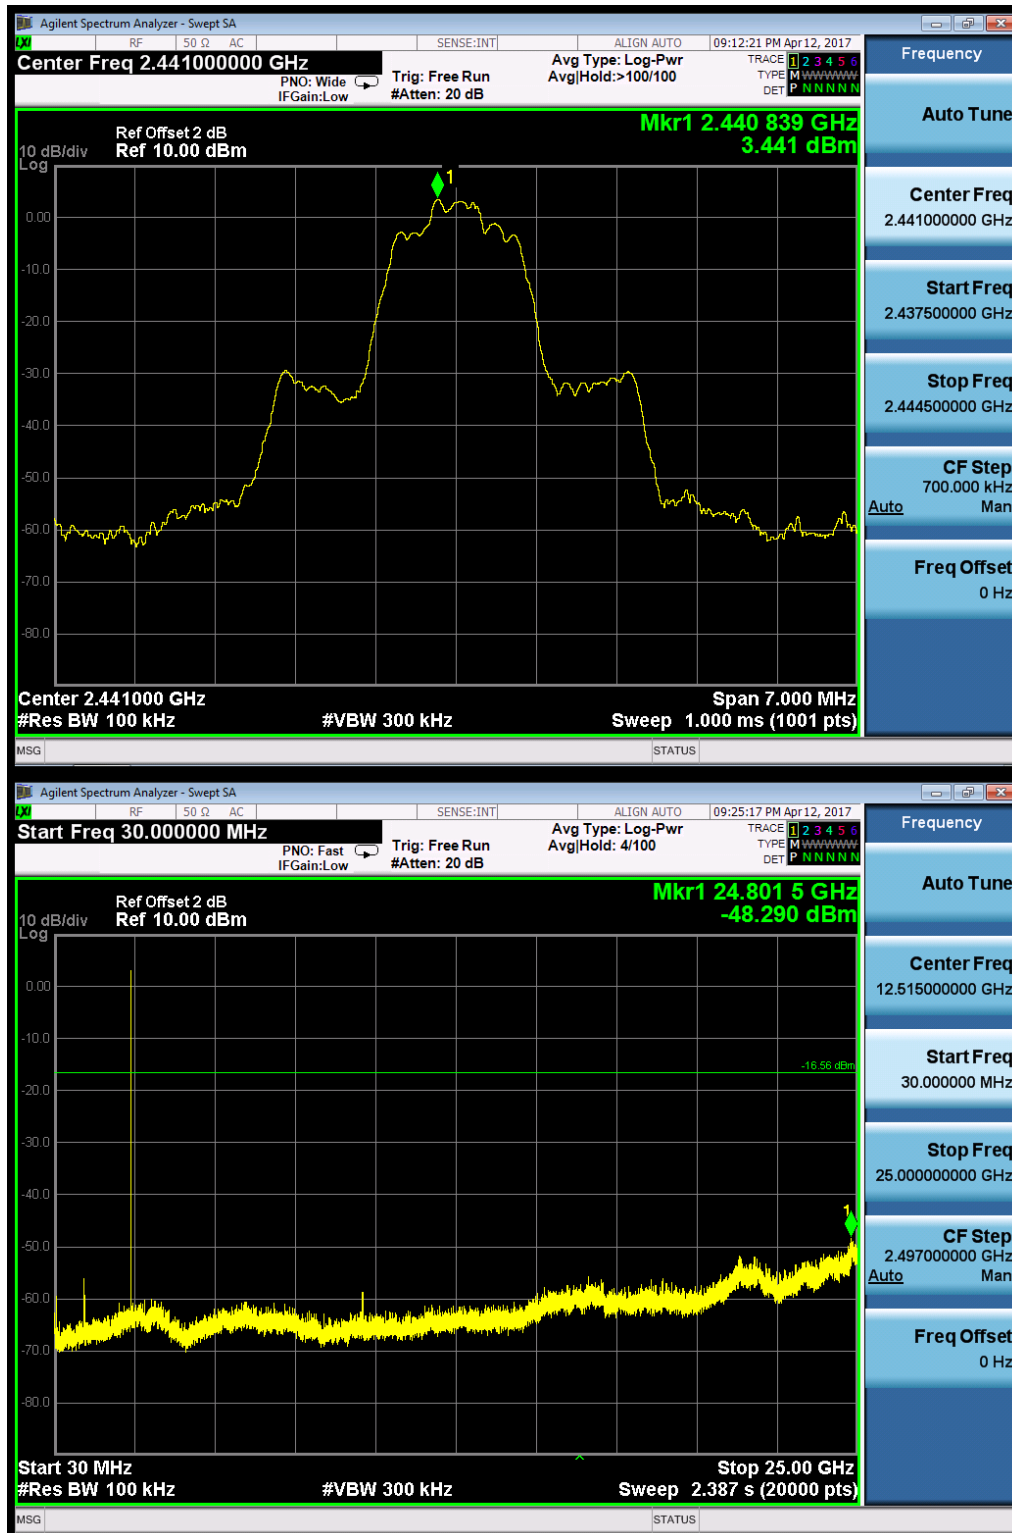 Agilent Spectrum Analyzer - Swept SA
LXI RF 50 Ω AC SENSE:INT ALIGN AUTO 09:12:21 PM Apr 12, 2017
Center Freq 2.441000000 GHz
PNO: Wide
IFGain:Low
Trig: Free Run
#Atten: 20 dB
Avg Type: Log-Pwr
Avg|Hold:>100/100
TRACE 1 2 3 4 5 6
TYPE M WWWWW
DET P N N N N N
Mkr1 2.440 839 GHz
3.441 dBm
Ref Offset 2 dB
10 dB/div Ref 10.00 dBm
Log
1
0.00
-10.0
-20.0
-30.0
-40.0
-50.0
-60.0
-70.0
-80.0
Center 2.441000 GHz Span 7.000 MHz
#Res BW 100 kHz #VBW 300 kHz Sweep 1.000 ms (1001 pts)
MSG STATUS
Frequency
Auto Tune
Center Freq
2.441000000 GHz
Start Freq
2.437500000 GHz
Stop Freq
2.444500000 GHz
CF Step
700.000 kHz
Auto Man
Freq Offset
0 Hz
Agilent Spectrum Analyzer - Swept SA
LXI RF 50 Ω AC SENSE:INT ALIGN AUTO 09:25:17 PM Apr 12, 2017
Start Freq 30.000000 MHz
PNO: Fast
IFGain:Low
Trig: Free Run
#Atten: 20 dB
Avg Type: Log-Pwr
Avg|Hold: 4/100
TRACE 1 2 3 4 5 6
TYPE M WWWWW
DET P N N N N N
Mkr1 24.801 5 GHz
-48.290 dBm
Ref Offset 2 dB
10 dB/div Ref 10.00 dBm
Log
0.00
-10.0
-16.56 dBm
-20.0
-30.0
-40.0
1
-50.0
-60.0
-70.0
-80.0
Start 30 MHz Stop 25.00 GHz
#Res BW 100 kHz #VBW 300 kHz Sweep 2.387 s (20000 pts)
MSG STATUS
Frequency
Auto Tune
Center Freq
12.515000000 GHz
Start Freq
30.000000 MHz
Stop Freq
25.000000000 GHz
CF Step
2.497000000 GHz
Auto Man
Freq Offset
0 Hz